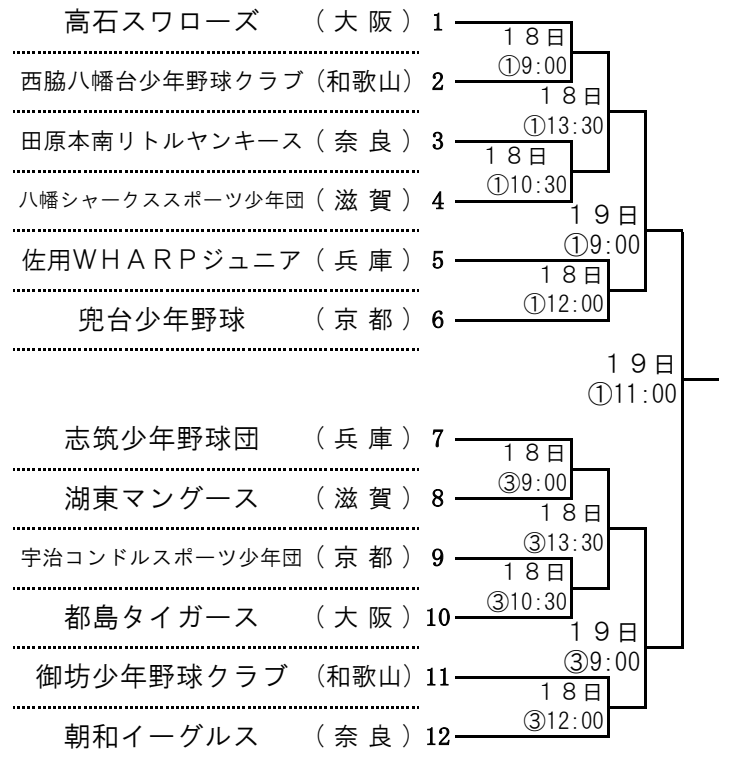 高石スワローズ （大阪） 1
18日
①9:00
西脇八幡台少年野球クラブ （和歌山） 2
18日
①13:30
田原本南リトルヤンキース （奈良） 3
18日
①10:30
八幡シャークススポーツ少年団 （滋賀） 4
19日
①9:00
佐用WHARPジュニア （兵庫） 5
18日
①12:00
兜台少年野球 （京都） 6
19日
①11:00
志筑少年野球団 （兵庫） 7
18日
③9:00
湖東マングース （滋賀） 8
18日
③13:30
宇治コンドルスポーツ少年団 （京都） 9
18日
③10:30
都島タイガース （大阪） 10
19日
③9:00
御坊少年野球クラブ （和歌山） 11
18日
③12:00
朝和イーグルス （奈良） 12